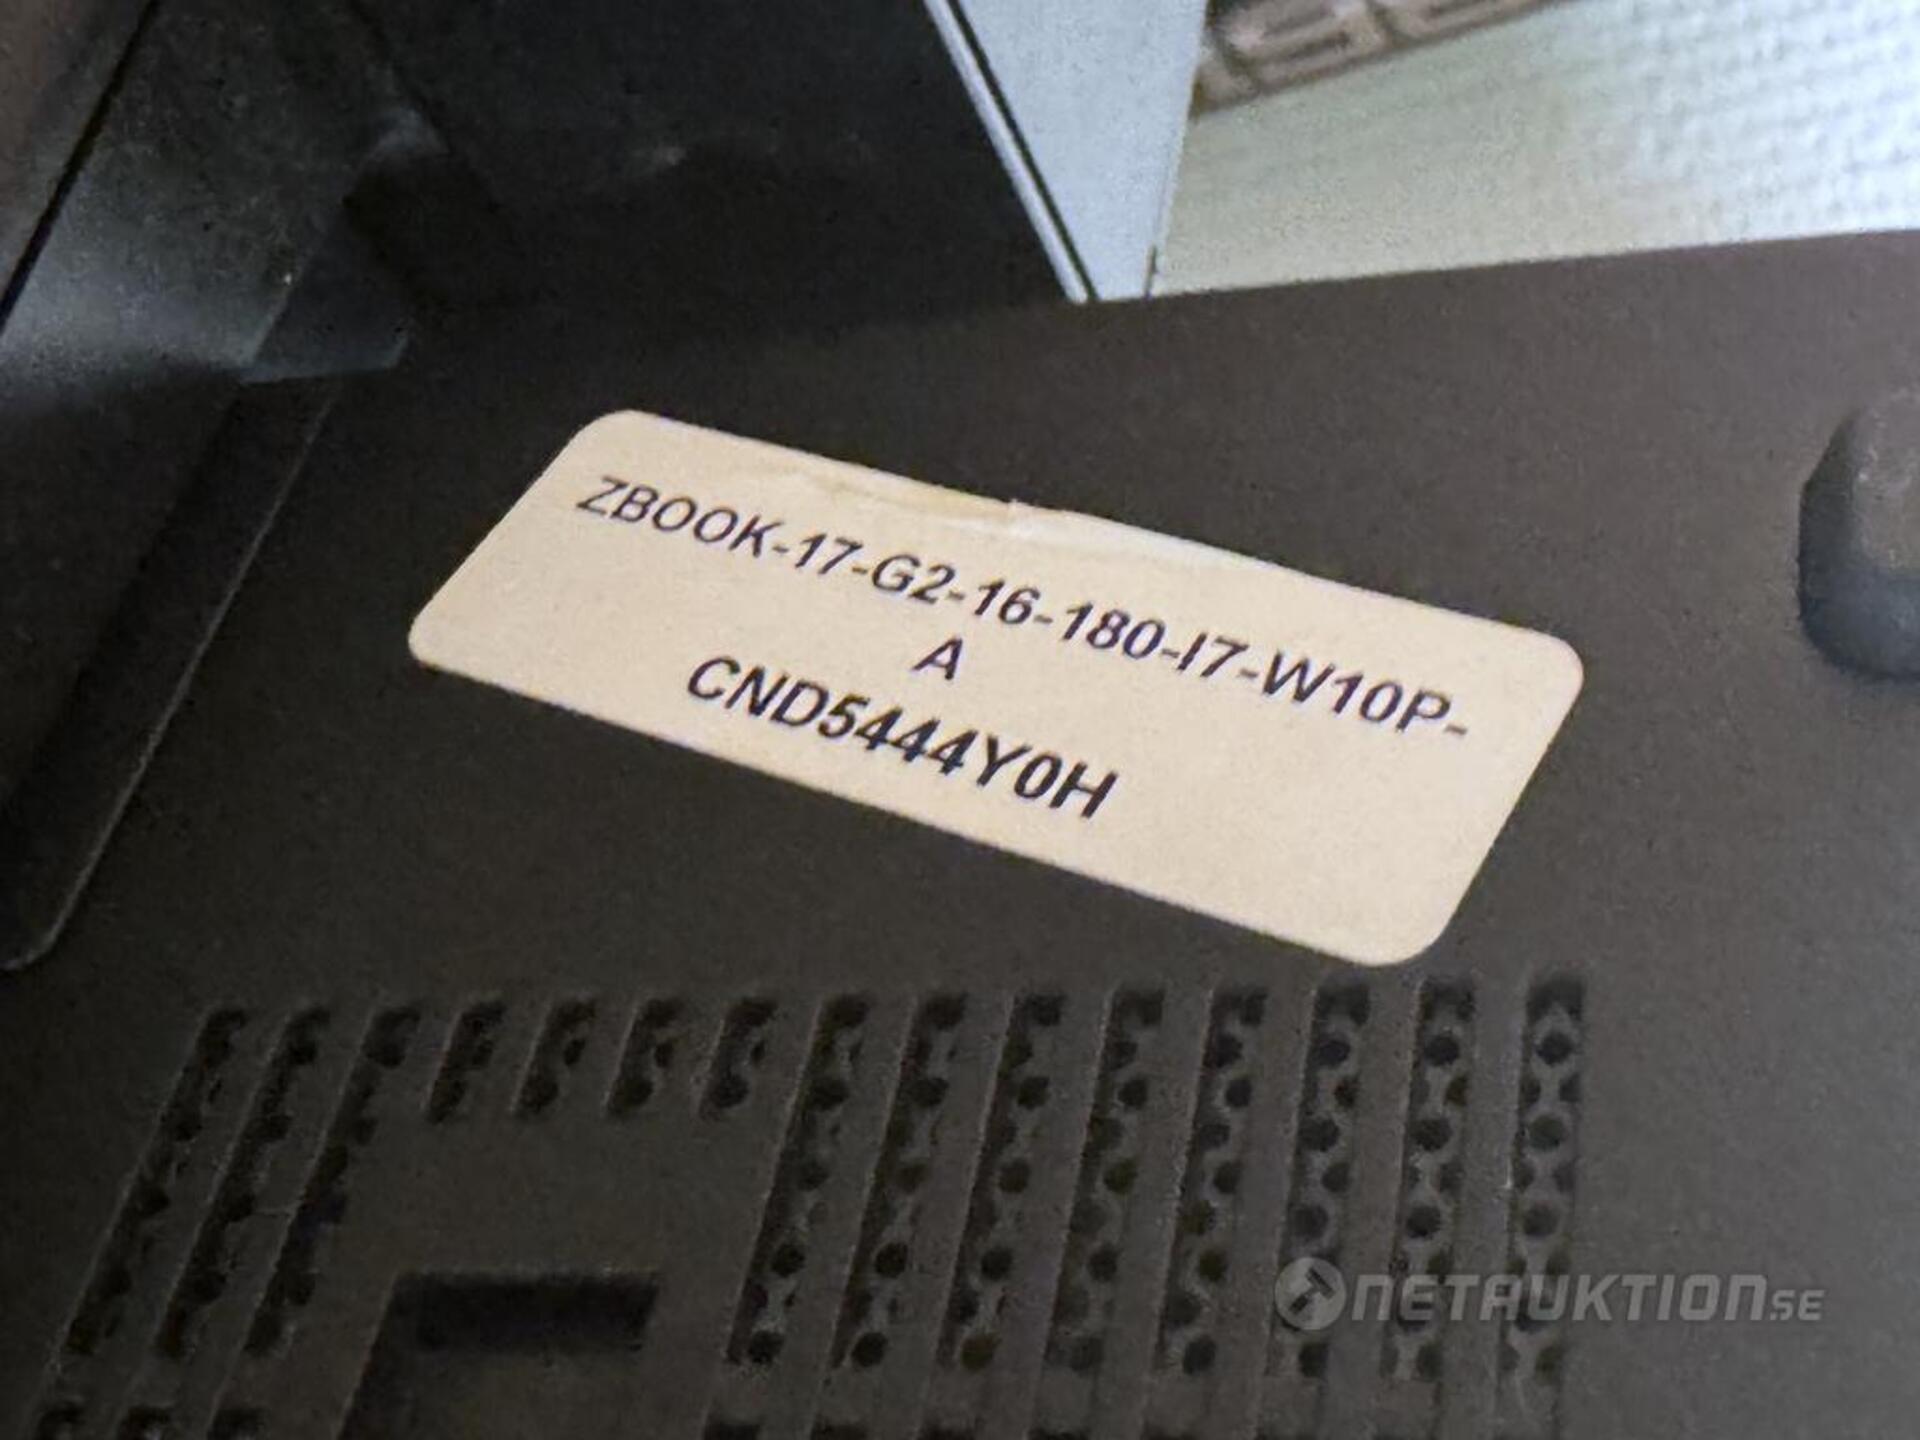 ZBOOK-17-G2-16-180-I7-W10P-
A
CND5444Y0H
NETAUKTION.SE